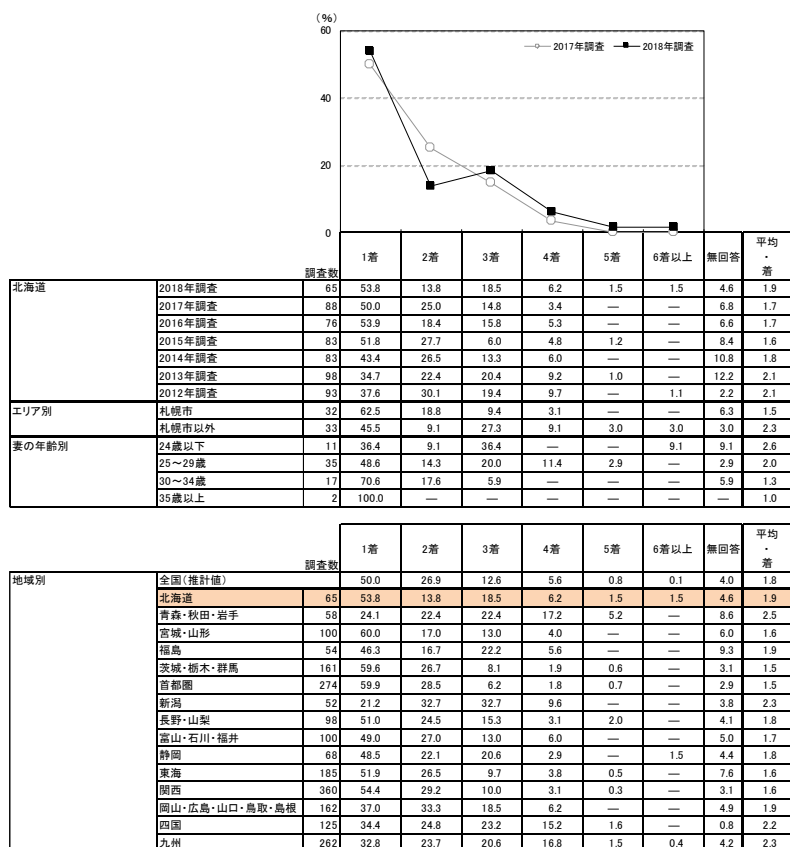 (%)
60
2017年調査 2018年調査
40
20
0
調査数 1着 2着 3着 4着 5着 6着以上 無回答 平均・着
北海道 2018年調査 65 53.8 13.8 18.5 6.2 1.5 1.5 4.6 1.9
2017年調査 88 50.0 25.0 14.8 3.4 — — 6.8 1.7
2016年調査 76 53.9 18.4 15.8 5.3 — — 6.6 1.7
2015年調査 83 51.8 27.7 6.0 4.8 1.2 — 8.4 1.6
2014年調査 83 43.4 26.5 13.3 6.0 — — 10.8 1.8
2013年調査 98 34.7 22.4 20.4 9.2 1.0 — 12.2 2.1
2012年調査 93 37.6 30.1 19.4 9.7 — 1.1 2.2 2.1
エリア別 札幌市 32 62.5 18.8 9.4 3.1 — — 6.3 1.5
札幌市以外 33 45.5 9.1 27.3 9.1 3.0 3.0 3.0 2.3
妻の年齢別 24歳以下 11 36.4 9.1 36.4 — — 9.1 9.1 2.6
25～29歳 35 48.6 14.3 20.0 11.4 2.9 — 2.9 2.0
30～34歳 17 70.6 17.6 5.9 — — — 5.9 1.3
35歳以上 2 100.0 — — — — — — 1.0
調査数 1着 2着 3着 4着 5着 6着以上 無回答 平均・着
地域別 全国(推計値) 50.0 26.9 12.6 5.6 0.8 0.1 4.0 1.8
北海道 65 53.8 13.8 18.5 6.2 1.5 1.5 4.6 1.9
青森・秋田・岩手 58 24.1 22.4 22.4 17.2 5.2 — 8.6 2.5
宮城・山形 100 60.0 17.0 13.0 4.0 — — 6.0 1.6
福島 54 46.3 16.7 22.2 5.6 — — 9.3 1.9
茨城・栃木・群馬 161 59.6 26.7 8.1 1.9 0.6 — 3.1 1.5
首都圏 274 59.9 28.5 6.2 1.8 0.7 — 2.9 1.5
新潟 52 21.2 32.7 32.7 9.6 — — 3.8 2.3
長野・山梨 98 51.0 24.5 15.3 3.1 2.0 — 4.1 1.8
富山・石川・福井 100 49.0 27.0 13.0 6.0 — — 5.0 1.7
静岡 68 48.5 22.1 20.6 2.9 — 1.5 4.4 1.8
東海 185 51.9 26.5 9.7 3.8 0.5 — 7.6 1.6
関西 360 54.4 29.2 10.0 3.1 0.3 — 3.1 1.6
岡山・広島・山口・鳥取・島根 162 37.0 33.3 18.5 6.2 — — 4.9 1.9
四国 125 34.4 24.8 23.2 15.2 1.6 — 0.8 2.2
九州 262 32.8 23.7 20.6 16.8 1.5 0.4 4.2 2.3